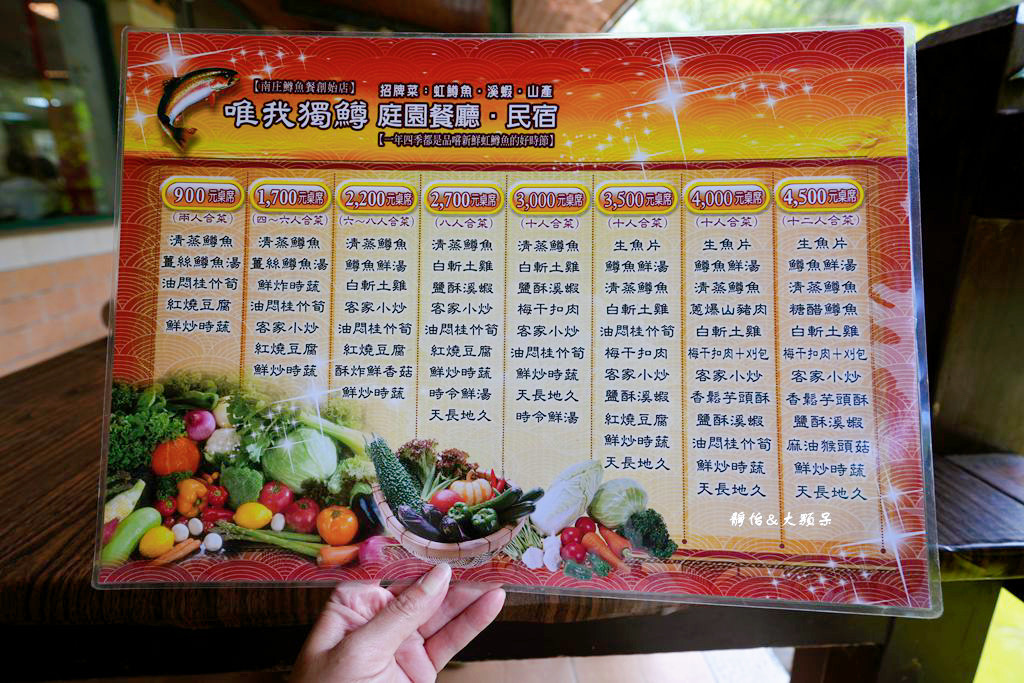 【南庄鱒魚餐創始店】
招牌菜：虹鱒魚・溪蝦・山產
唯我獨鱒 庭園餐廳・民宿
【一年四季都是品嚐新鮮虹鱒魚的好時節】
900元桌席
(兩人合菜)
清蒸鱒魚
薑絲鱒魚湯
油悶桂竹筍
紅燒豆腐
鮮炒時蔬
1,700元桌席
(四~六人合菜)
清蒸鱒魚
薑絲鱒魚湯
鮮炸時蔬
油悶桂竹筍
客家小炒
紅燒豆腐
鮮炒時蔬
2,200元桌席
(六~八人合菜)
清蒸鱒魚
鱒魚鮮湯
白斬土雞
客家小炒
油悶桂竹筍
紅燒豆腐
酥炸鮮香菇
鮮炒時蔬
2,700元桌席
(八人合菜)
清蒸鱒魚
白斬土雞
鹽酥溪蝦
客家小炒
油悶桂竹筍
紅燒豆腐
鮮炒時蔬
時令鮮湯
天長地久
3,000元桌席
(十人合菜)
清蒸鱒魚
白斬土雞
鹽酥溪蝦
梅干扣肉
客家小炒
油悶桂竹筍
鮮炒時蔬
天長地久
時令鮮湯
3,500元桌席
(十人合菜)
生魚片
鱒魚鮮湯
清蒸鱒魚
白斬土雞
油悶桂竹筍
梅干扣肉
客家小炒
鹽酥溪蝦
紅燒豆腐
鮮炒時蔬
天長地久
4,000元桌席
(十人合菜)
生魚片
鱒魚鮮湯
清蒸鱒魚
蔥爆山豬肉
白斬土雞
梅干扣肉＋刈包
客家小炒
香鬆芋頭酥
鹽酥溪蝦
油悶桂竹筍
鮮炒時蔬
天長地久
4,500元桌席
(十二人合菜)
生魚片
鱒魚鮮湯
清蒸鱒魚
糖醋鱒魚
白斬土雞
梅干扣肉＋刈包
客家小炒
香鬆芋頭酥
鹽酥溪蝦
麻油猴頭菇
鮮炒時蔬
天長地久
靜怡&大顆呆